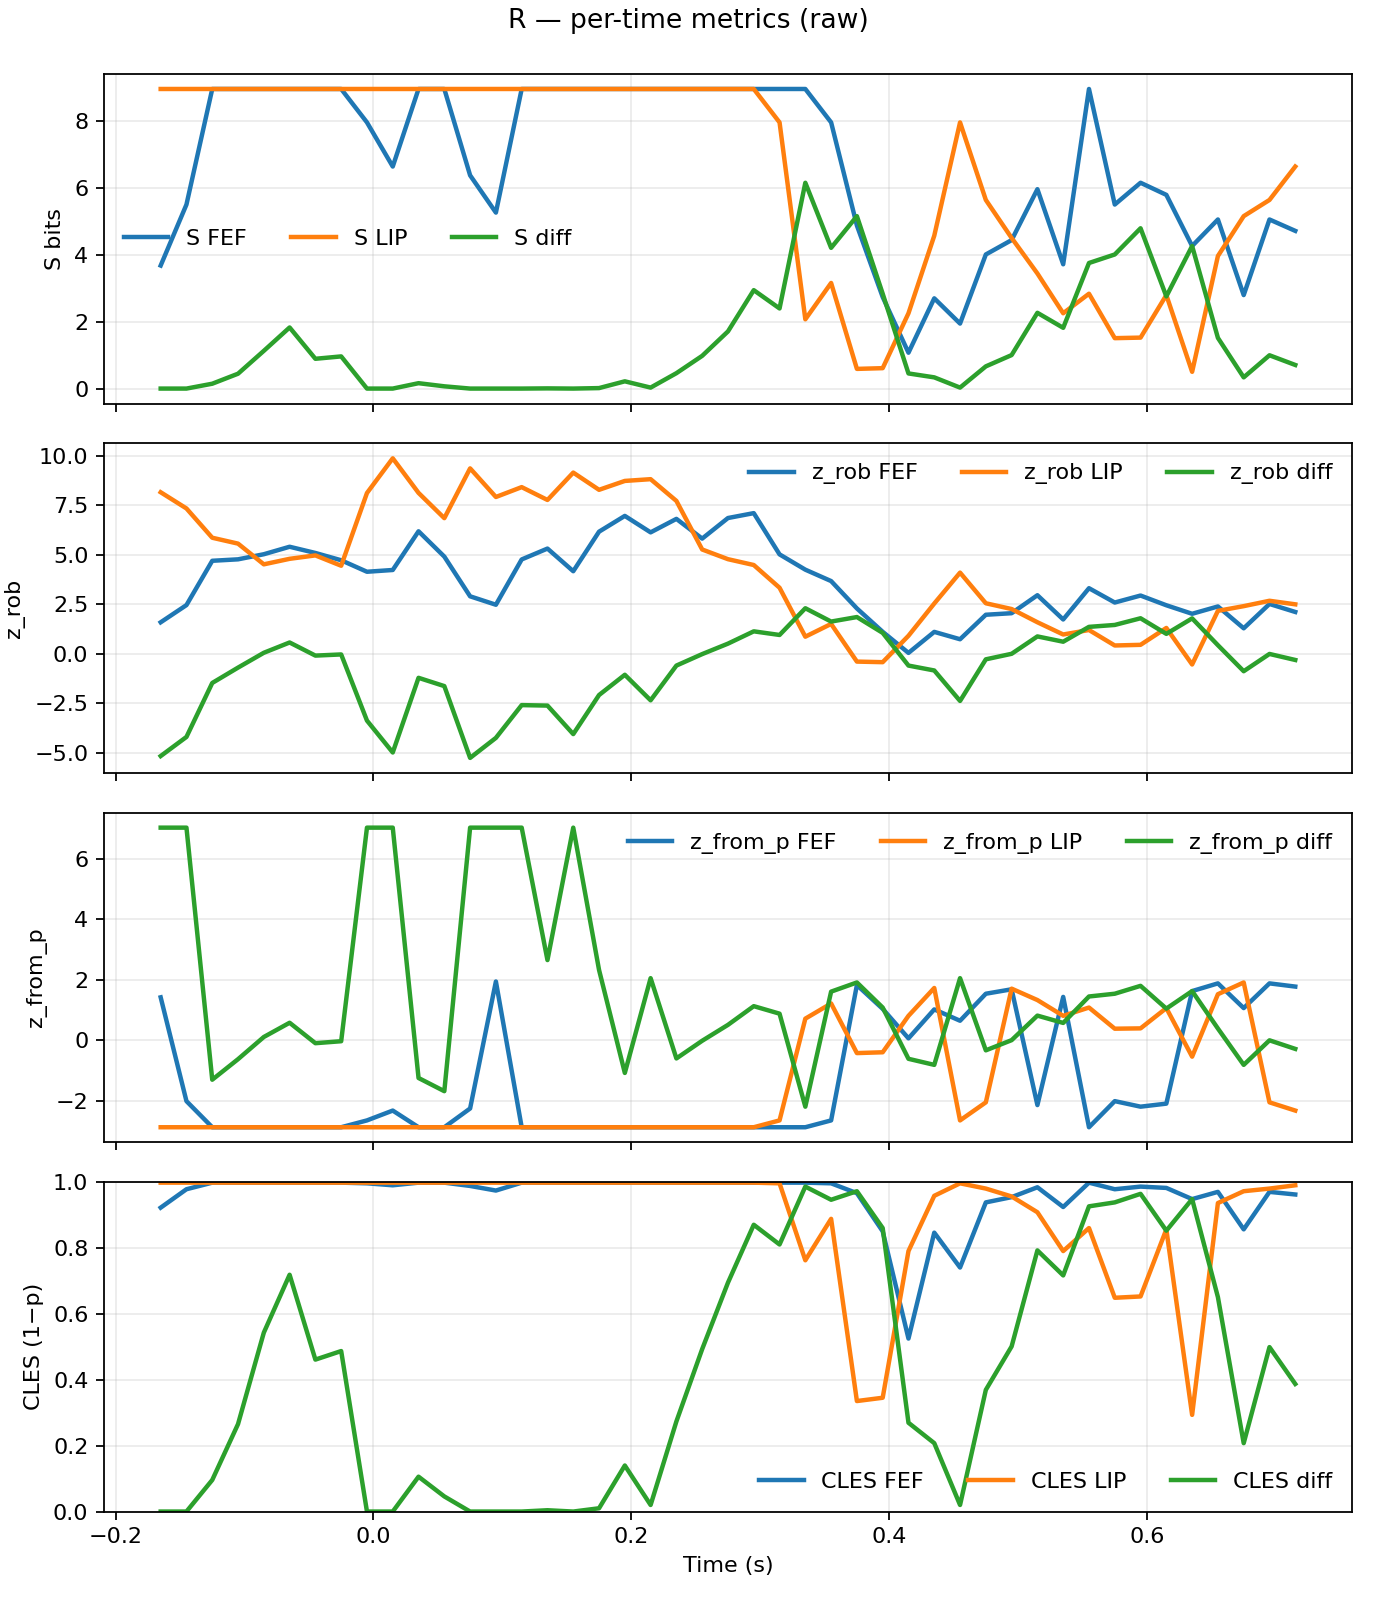 R — per-time metrics (raw)
8
6
4
2
0
S bits
S FEF S LIP S diff
10.0
7.5
5.0
2.5
0.0
−2.5
−5.0
z_rob
z_rob FEF z_rob LIP z_rob diff
6
4
2
0
−2
z_from_p
z_from_p FEF z_from_p LIP z_from_p diff
1.0
0.8
0.6
0.4
0.2
0.0
CLES (1−p)
CLES FEF CLES LIP CLES diff
−0.2 0.0 0.2 0.4 0.6
Time (s)